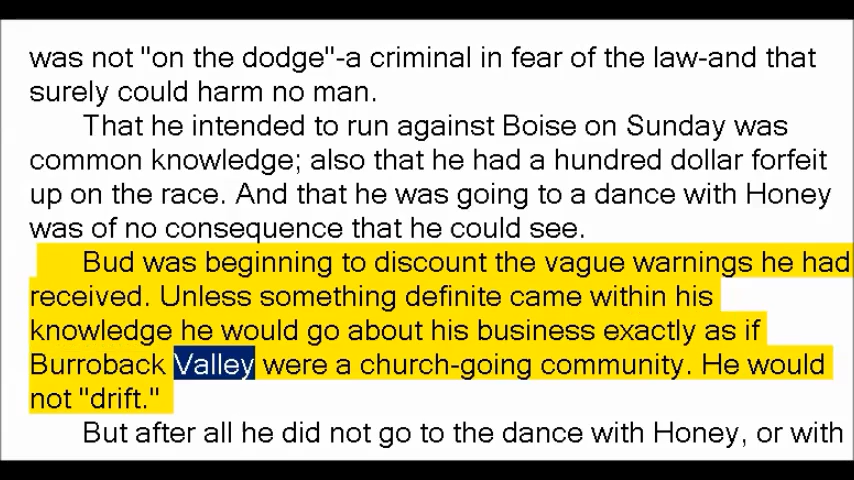 was not "on the dodge"-a criminal in fear of the law-and that
surely could harm no man.
That he intended to run against Boise on Sunday was
common knowledge; also that he had a hundred dollar forfeit
up on the race. And that he was going to a dance with Honey
was of no consequence that he could see.
Bud was beginning to discount the vague warnings he had
received. Unless something definite came within his
knowledge he would go about his business exactly as if
Burroback Valley were a church-going community. He would
not "drift."
But after all he did not go to the dance with Honey, or with